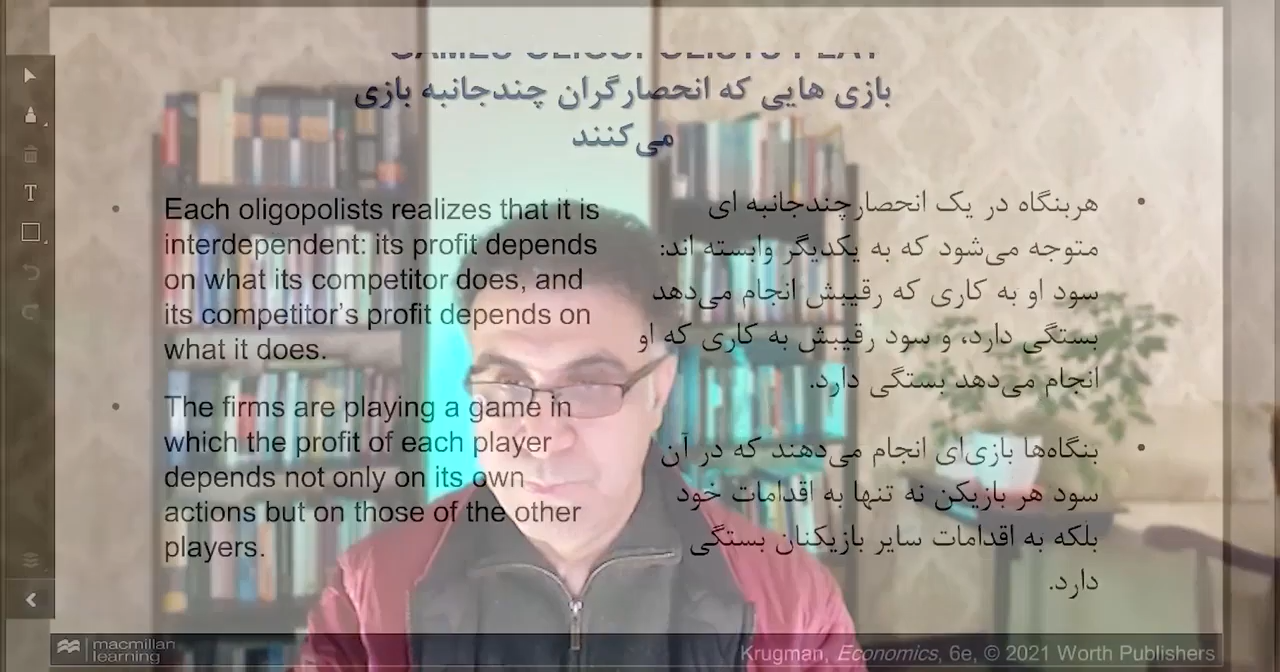 GAMES OLIGOPOLISTS PLAY
بازی هایی که انحصارگران چندجانبه بازی
می‌کنند
Each oligopolists realizes that it is
interdependent: its profit depends
on what its competitor does, and
its competitor's profit depends on
what it does.
The firms are playing a game in
which the profit of each player
depends not only on its own
actions but on those of the other
players.
هربنگاه در یک انحصارچندجانبه ای
متوجه می‌شود که به یکدیگر وابسته اند:
سود او به کاری که رقیبش انجام می‌دهد
بستگی دارد، و سود رقیبش به کاری که او
انجام می‌دهد بستگی دارد.
بنگاه‌ها بازی‌ای انجام می‌دهند که در آن
سود هر بازیکن نه تنها به اقدامات خود
بلکه به اقدامات سایر بازیکنان بستگی
دارد.
macmillan
learning
Krugman, Economics, 6e, © 2021 Worth Publishers